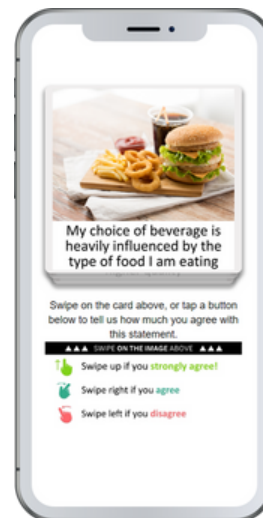 My choice of beverage is
heavily influenced by the
type of food I am eating
Swipe on the card above, or tap a button
below to tell us how much you agree with
this statement.
▲ ▲ ▲ SWIPE ON THE IMAGE ABOVE ▲ ▲ ▲
Swipe up if you strongly agree!
Swipe right if you agree
Swipe left if you disagree